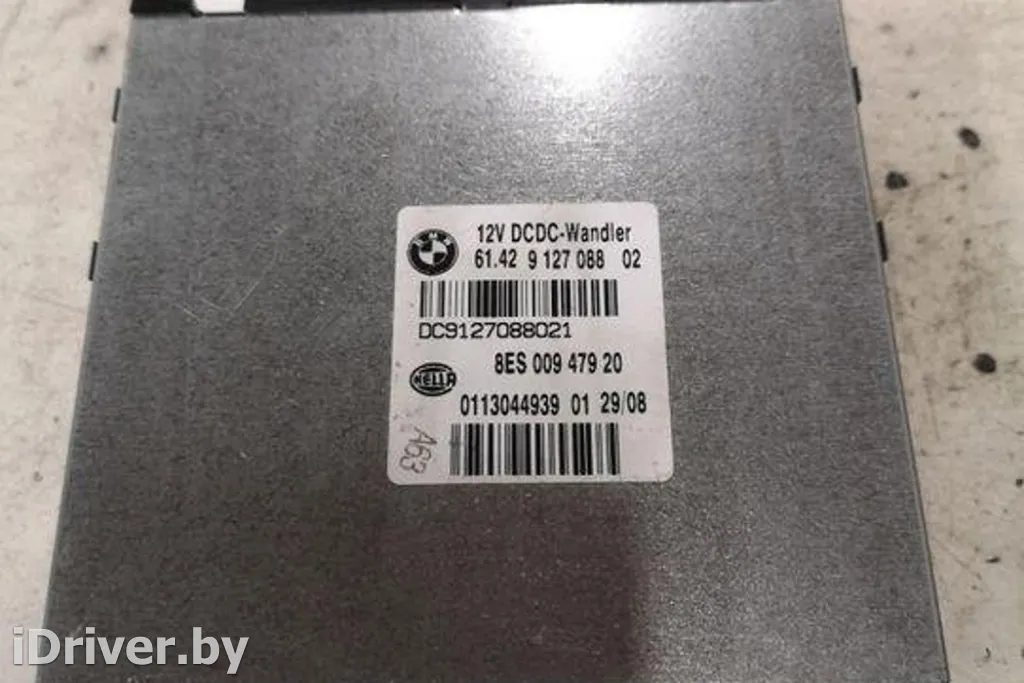 12V DCDC-Wandler
BMW
61.42 9 127 088 02
DC9127088021
8ES 009 479 20
HELLA
0113044939 01 29/08
A63
iDriver.by